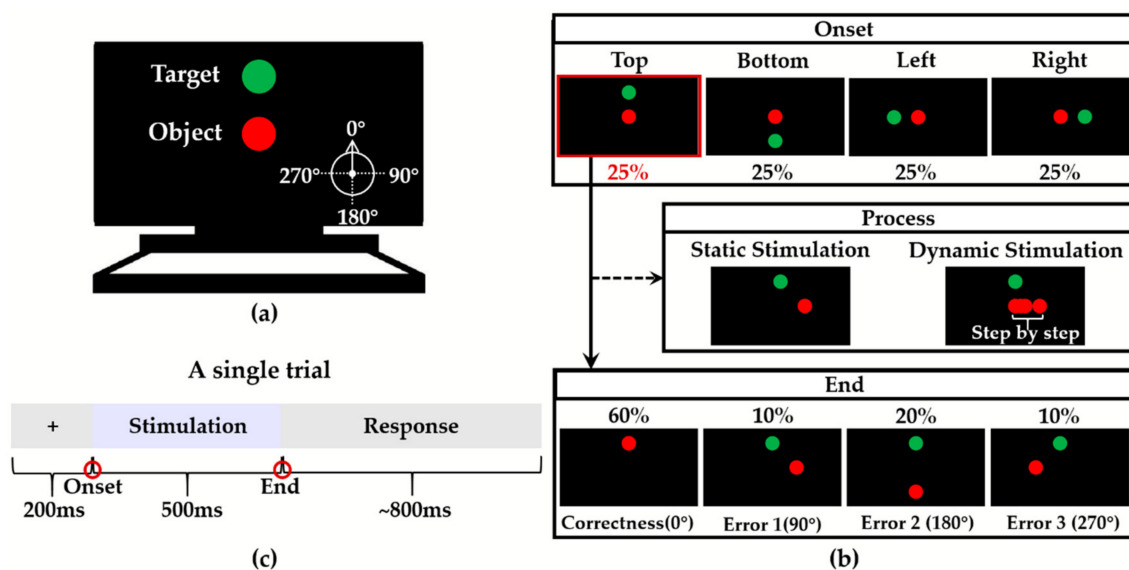 Target
Object
0°
270°
90°
180°
(a)
A single trial
+
Stimulation
Response
Onset
End
200ms
500ms
~800ms
(c)
Onset
Top
Bottom
Left
Right
25%
25%
25%
25%
Process
Static Stimulation
Dynamic Stimulation
Step by step
End
60%
10%
20%
10%
Correctness(0°)
Error 1(90°)
Error 2 (180°)
Error 3 (270°)
(b)